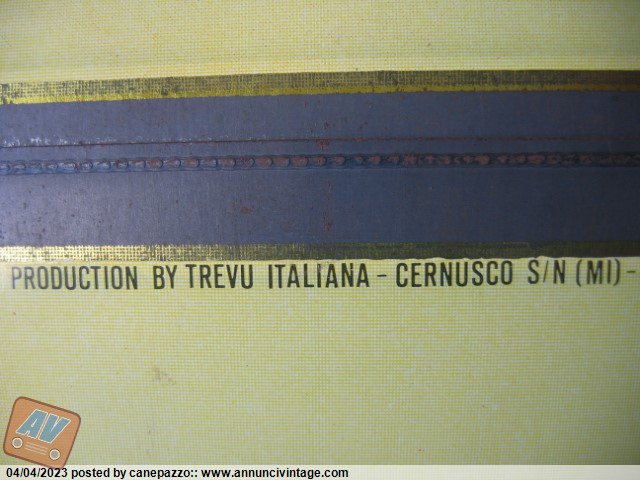 PRODUCTION BY TREVU ITALIANA - CERNUSCO S/N (MI) -
AV
04/04/2023 posted by canepazzo:: www.annuncivintage.com